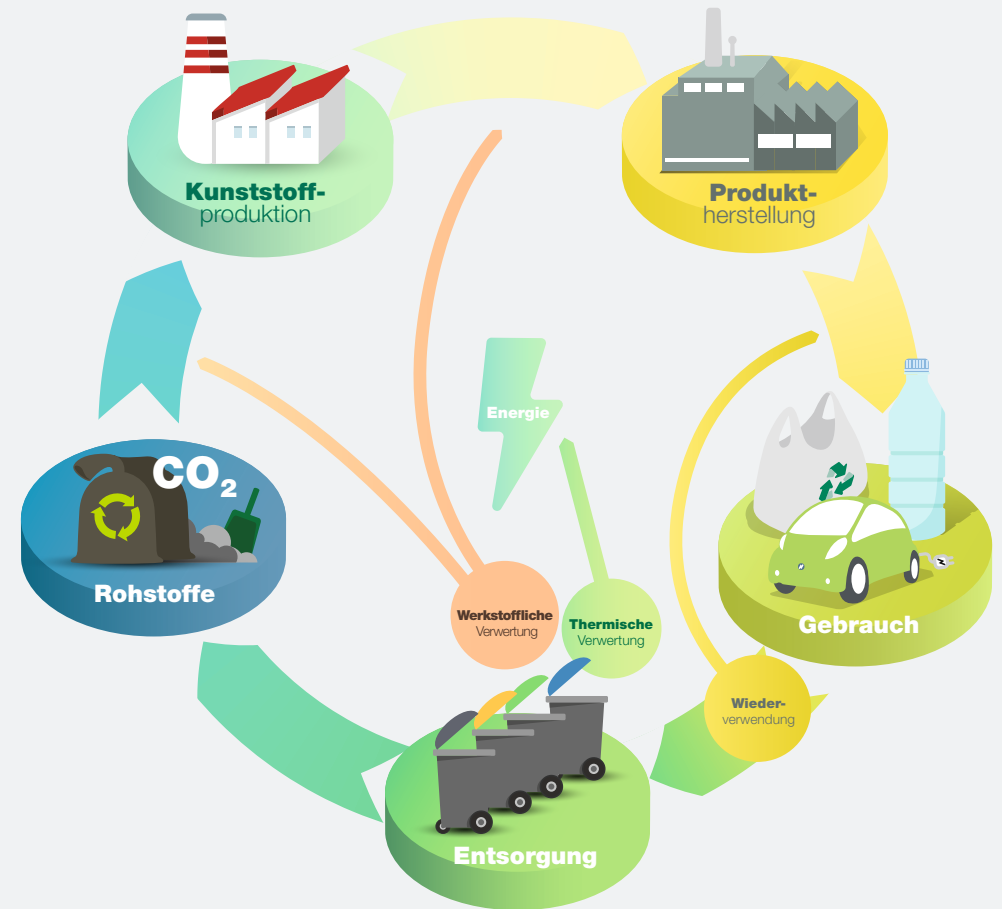 Kunststoff-
produktion
Produkt-
herstellung
Energie
CO₂
Rohstoffe
Werkstoffliche
Verwertung
Thermische
Verwertung
Gebrauch
Wieder-
verwendung
Entsorgung